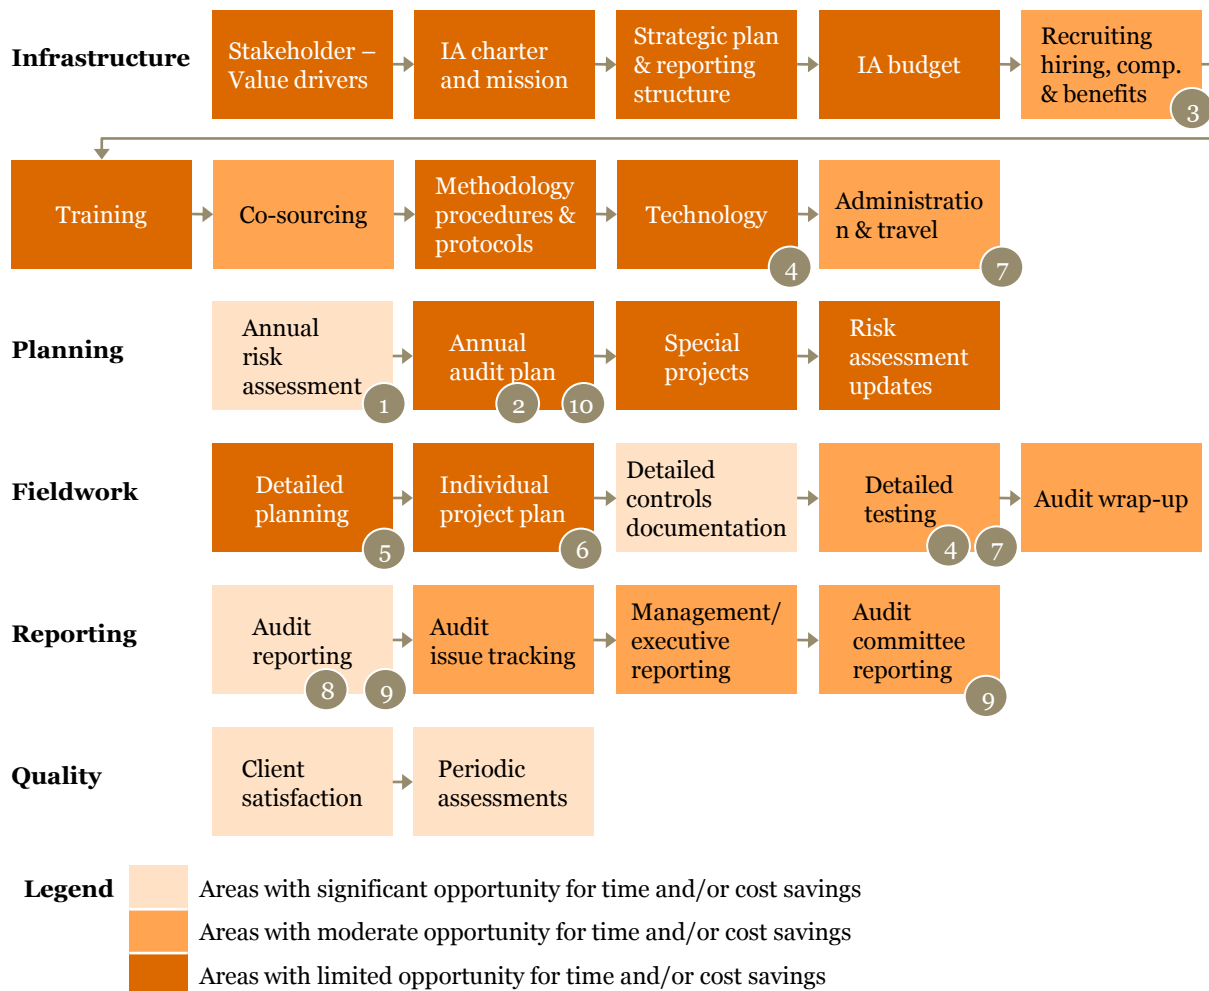 Infrastructure
Stakeholder –
Value drivers
IA charter
and mission
Strategic plan
& reporting
structure
IA budget
Recruiting
hiring, comp.
& benefits
3
Training
Co-sourcing
Methodology
procedures &
protocols
Technology
4
Administratio
n & travel
7
Planning
Annual
risk
assessment
1
Annual
audit plan
2
10
Special
projects
Risk
assessment
updates
Fieldwork
Detailed
planning
5
Individual
project plan
6
Detailed
controls
documentation
Detailed
testing
4
7
Audit wrap-up
Reporting
Audit
reporting
8
9
Audit
issue tracking
Management/
executive
reporting
Audit
committee
reporting
9
Quality
Client
satisfaction
Periodic
assessments
Legend
Areas with significant opportunity for time and/or cost savings
Areas with moderate opportunity for time and/or cost savings
Areas with limited opportunity for time and/or cost savings